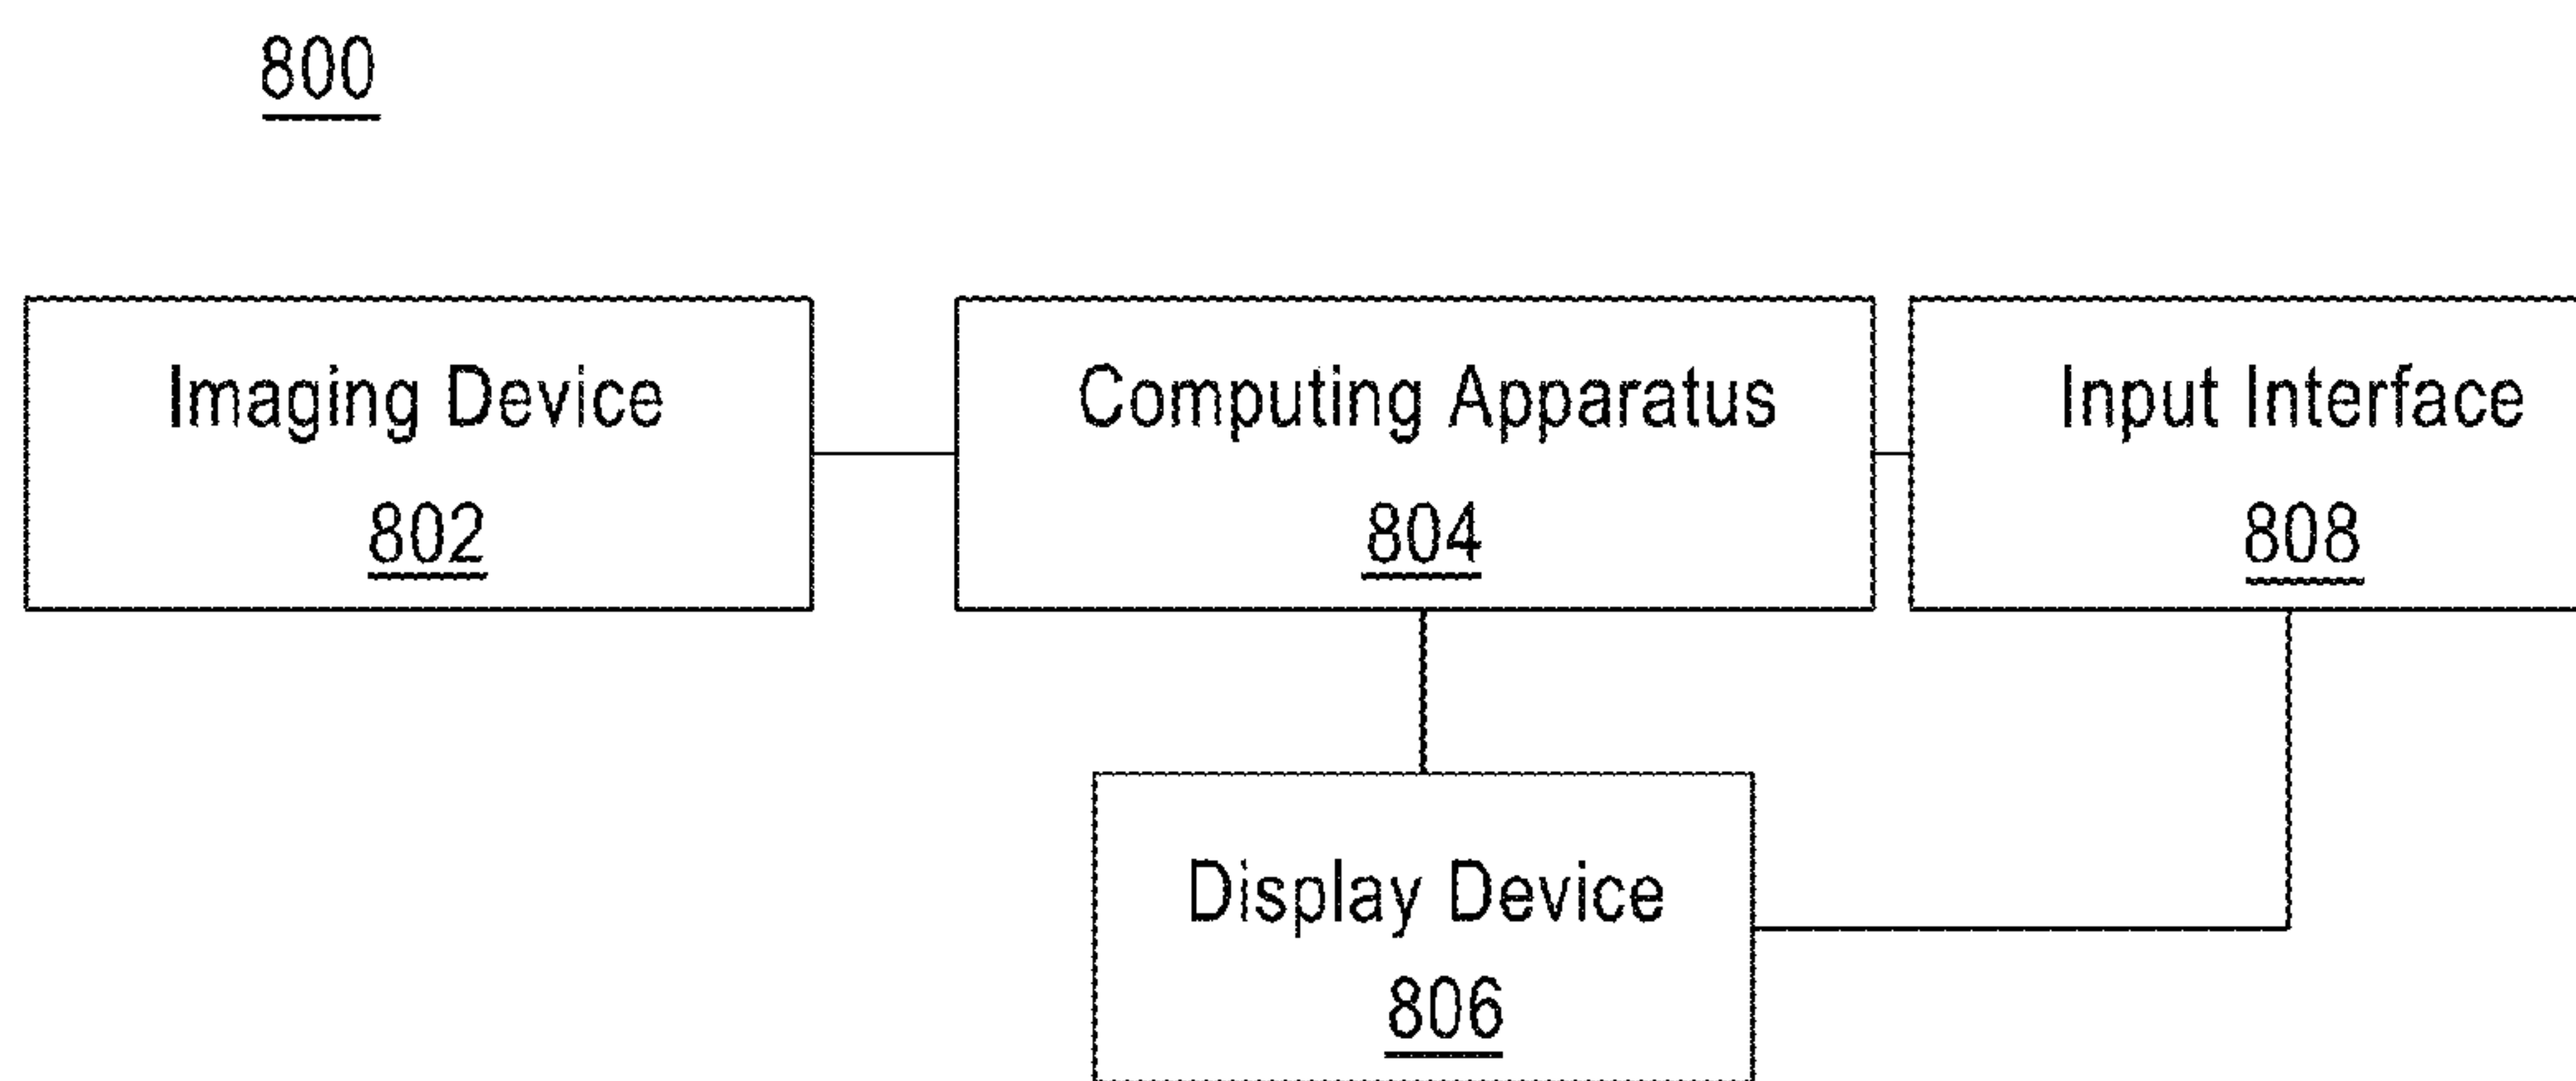 800
Imaging Device
802
Computing Apparatus
804
Input Interface
808
Display Device
806